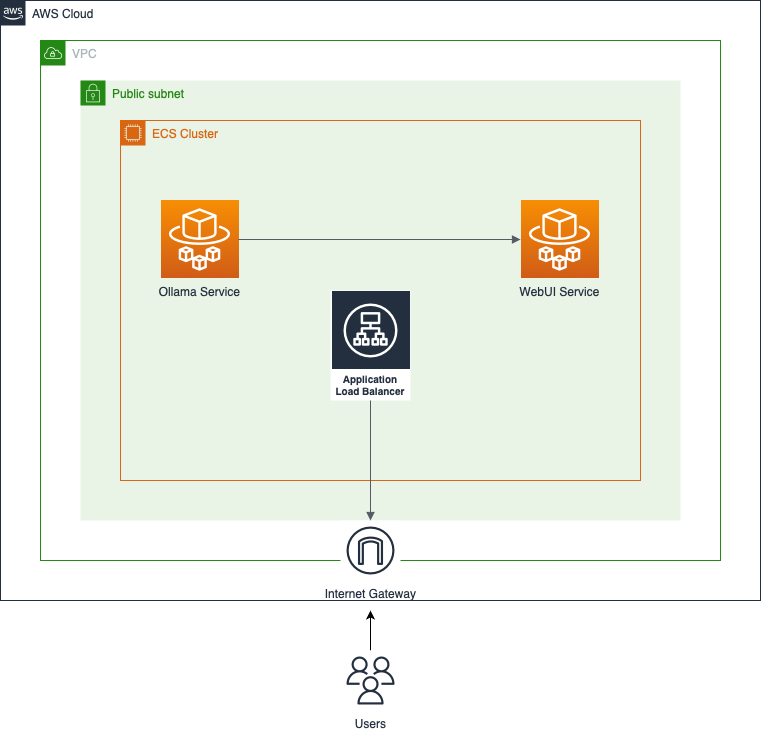 aws
AWS Cloud
VPC
Public subnet
ECS Cluster
Ollama Service
WebUI Service
Application
Load Balancer
Internet Gateway
Users